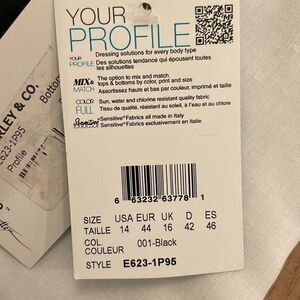 YOUR
PROFILE
Dressing solutions for every body type
YOUR PROFILE
Des solutions tendance qui épousent toutes les silhouettes
MIX&
MATCH
The option to mix and match
tops & bottoms by color, print and size
Assortissez hauts et bas par couleur, imprimé et taille
COLOR
FULL
Sun, water and chlorine resistant quality fabric
Tissu de qualité, résistant au soleil, à l'eau et au chlore
Sensitive
Sensitive® Fabrics all made in Italy
Sensitive® Fabrics exclusivement en Italie
6 63232 63778 1
SIZE USA EUR UK D ES
TAILLE 14 44 16 42 46
COL.
COULEUR 001-Black
STYLE E623-1P95
RLEY & CO.
Bottom
E623-1P95
Profile